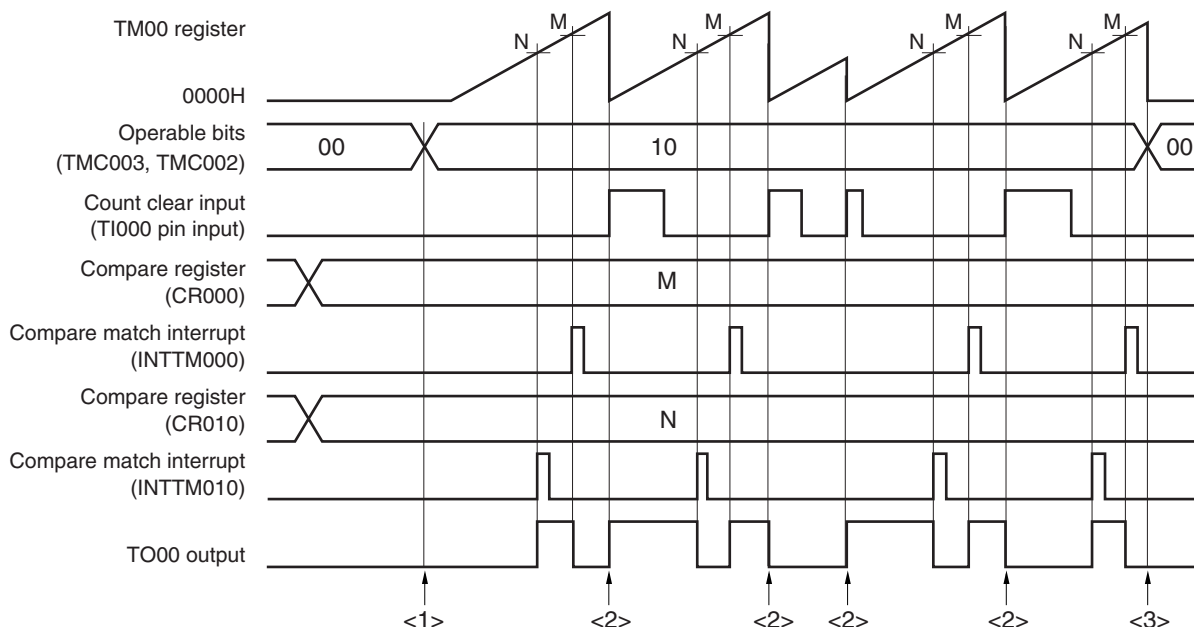 TM00 register
N M N M N M N M
0000H
Operable bits
(TMC003, TMC002)
00 10 00
Count clear input
(TI000 pin input)
Compare register
(CR000)
M
Compare match interrupt
(INTTM000)
Compare register
(CR010)
N
Compare match interrupt
(INTTM010)
TO00 output
<1> <2> <2> <2> <2> <3>